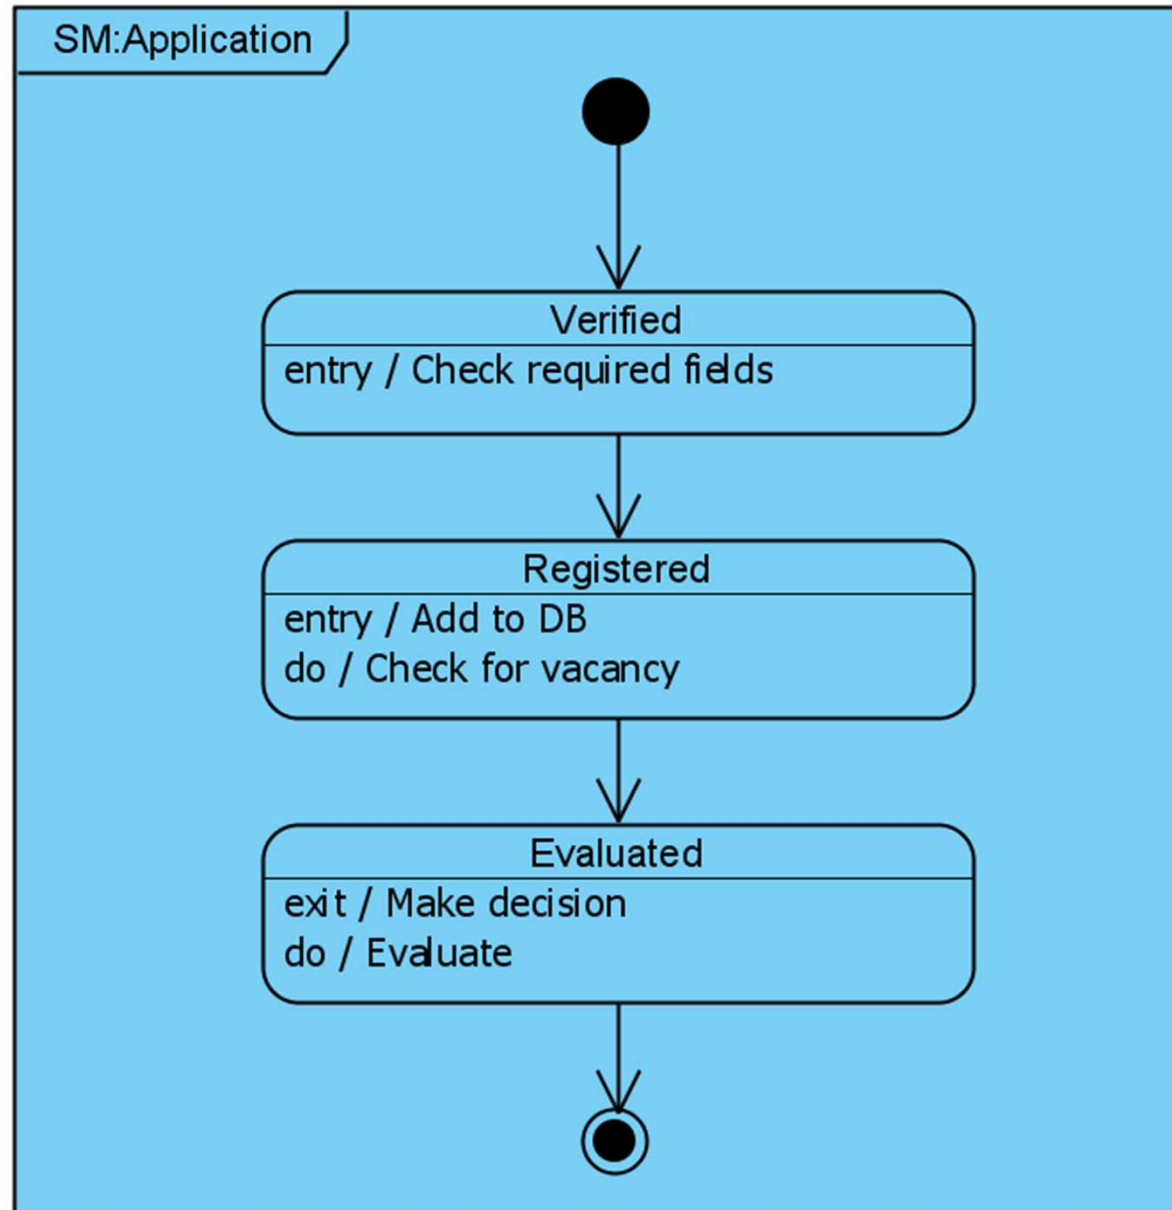 SM:Application
Verified
entry / Check required fields
Registered
entry / Add to DB
do / Check for vacancy
Evaluated
exit / Make decision
do / Evaluate